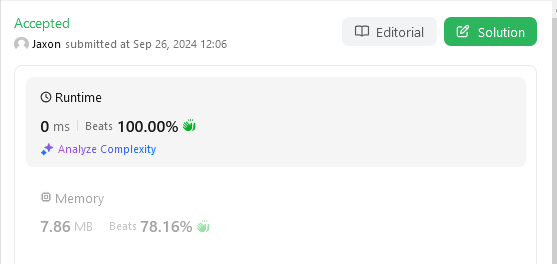 Accepted
Jaxon submitted at Sep 26, 2024 12:06
Editorial
Solution
Runtime
0 ms Beats 100.00%
Analyze Complexity
Memory
7.86 MB Beats 78.16%